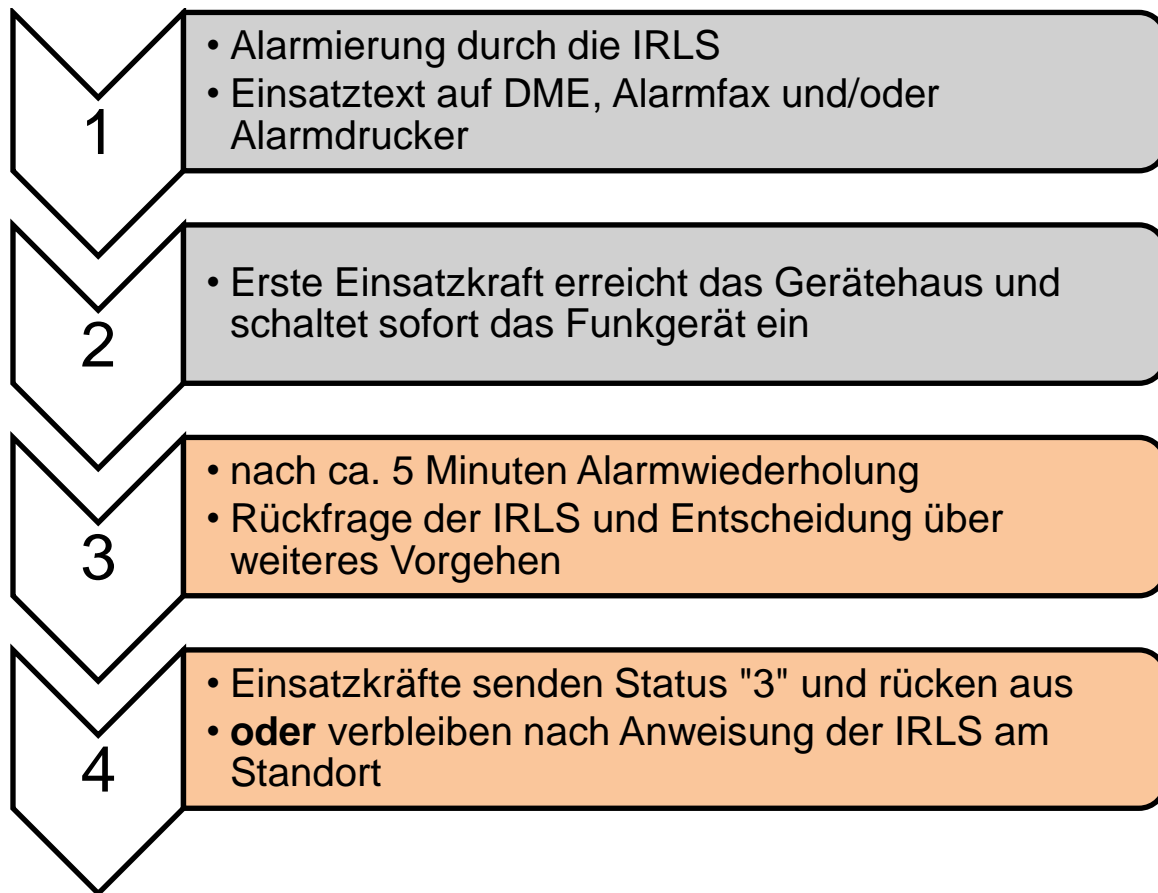 1
• Alarmierung durch die IRLS
• Einsatztext auf DME, Alarmfax und/oder
Alarmdrucker
2
• Erste Einsatzkraft erreicht das Gerätehaus und
schaltet sofort das Funkgerät ein
3
• nach ca. 5 Minuten Alarmwiederholung
• Rückfrage der IRLS und Entscheidung über
weiteres Vorgehen
4
• Einsatzkräfte senden Status "3" und rücken aus
• oder verbleiben nach Anweisung der IRLS am
Standort